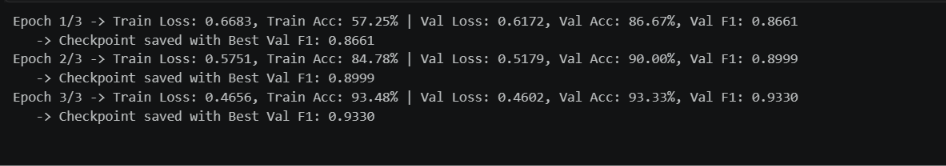 Epoch 1/3 -> Train Loss: 0.6683, Train Acc: 57.25% | Val Loss: 0.6172, Val Acc: 86.67%, Val F1: 0.8661
-> Checkpoint saved with Best Val F1: 0.8661
Epoch 2/3 -> Train Loss: 0.5751, Train Acc: 84.78% | Val Loss: 0.5179, Val Acc: 90.00%, Val F1: 0.8999
-> Checkpoint saved with Best Val F1: 0.8999
Epoch 3/3 -> Train Loss: 0.4656, Train Acc: 93.48% | Val Loss: 0.4602, Val Acc: 93.33%, Val F1: 0.9330
-> Checkpoint saved with Best Val F1: 0.9330